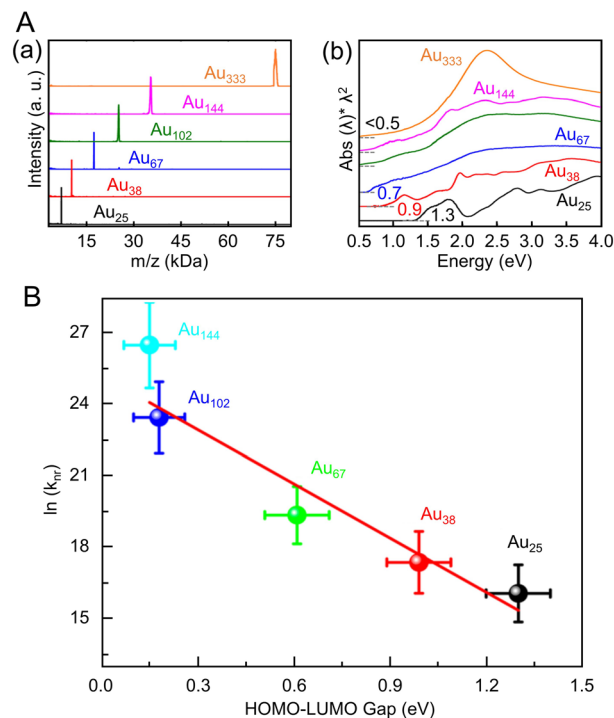 A
(a)
Intensity (a. u.)
Au333
Au144
Au102
Au67
Au38
Au25
15 30 45 60 75
m/z (kDa)
(b)
Abs (λ)* λ²
Au333
Au144
<0.5
Au67
Au38
0.7
Au25
0.9
1.3
0.5 1.0 1.5 2.0 2.5 3.0 3.5 4.0
Energy (eV)
B
ln (knr)
27
24
21
18
15
Au144
Au102
Au67
Au38
Au25
0.0 0.3 0.6 0.9 1.2 1.5
HOMO-LUMO Gap (eV)